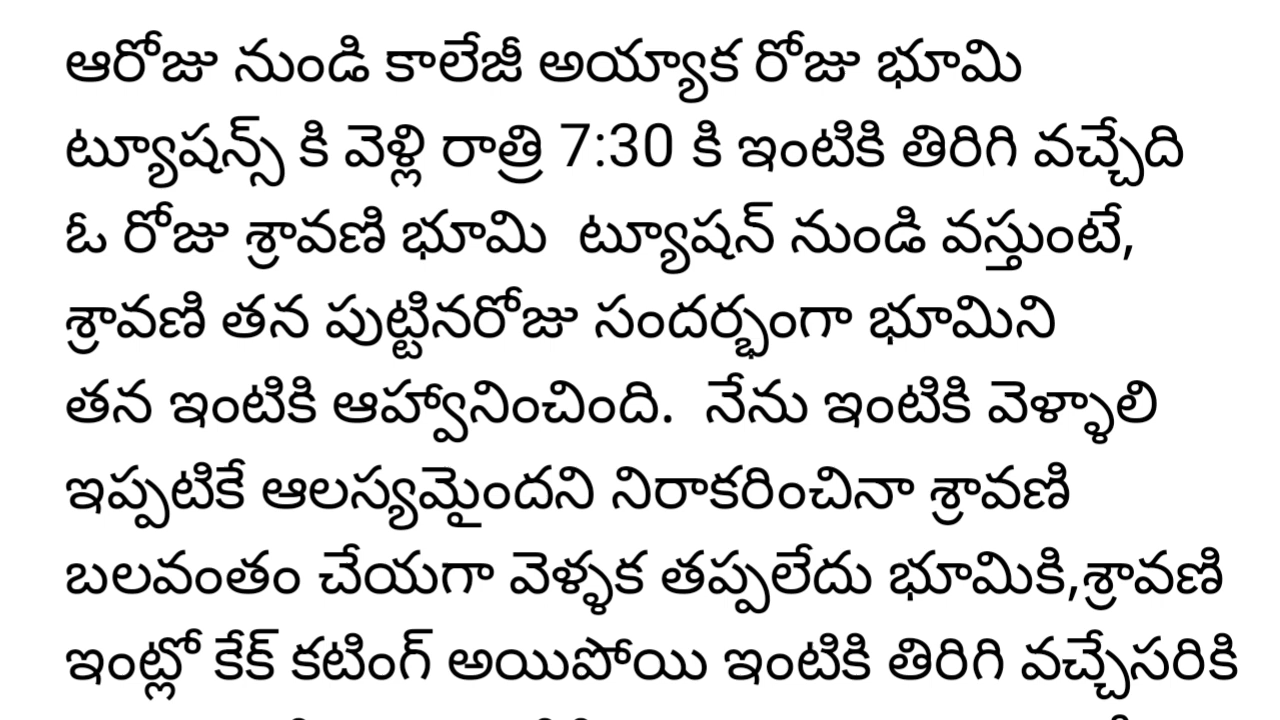 ఆరోజు నుండి కాలేజీ అయ్యాక రోజు భూమి
ట్యూషన్స్ కి వెళ్లి రాత్రి 7:30 కి ఇంటికి తిరిగి వచ్చేది
ఓ రోజు శ్రావణి భూమి  ట్యూషన్ నుండి వస్తుంటే,
శ్రావణి తన పుట్టినరోజు సందర్భంగా భూమిని
తన ఇంటికి ఆహ్వానించింది.  నేను ఇంటికి వెళ్ళాలి
ఇప్పటికే ఆలస్యమైందని నిరాకరించినా శ్రావణి
బలవంతం చేయగా వెళ్ళక తప్పలేదు భూమికి,శ్రావణి
ఇంట్లో కేక్ కటింగ్ అయిపోయి ఇంటికి తిరిగి వచ్చేసరికి